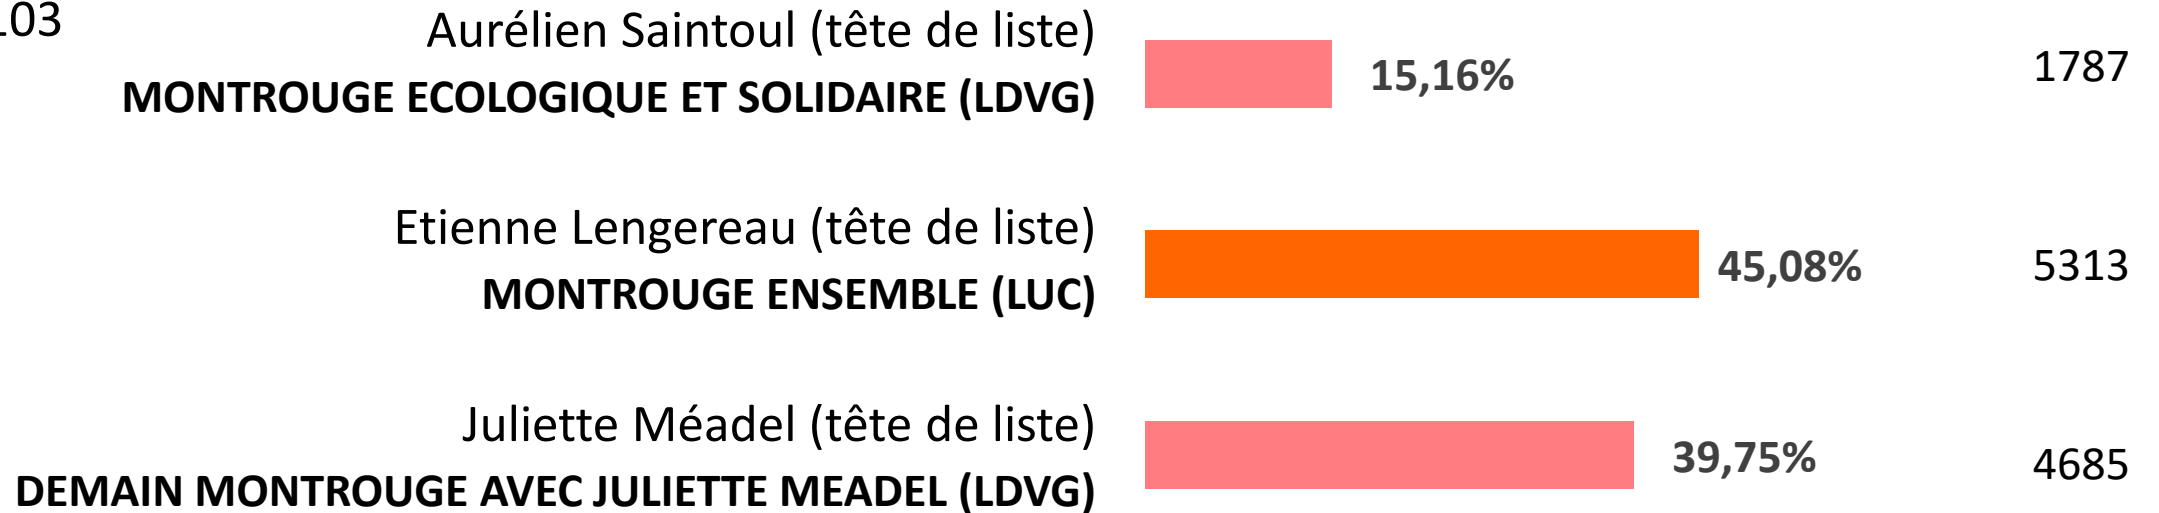 103
Aurélien Saintoul (tête de liste)
MONTROUGE ECOLOGIQUE ET SOLIDAIRE (LDVG)
15,16%
1787
Etienne Lengereau (tête de liste)
MONTROUGE ENSEMBLE (LUC)
45,08%
5313
Juliette Méadel (tête de liste)
DEMAIN MONTROUGE AVEC JULIETTE MEADEL (LDVG)
39,75%
4685